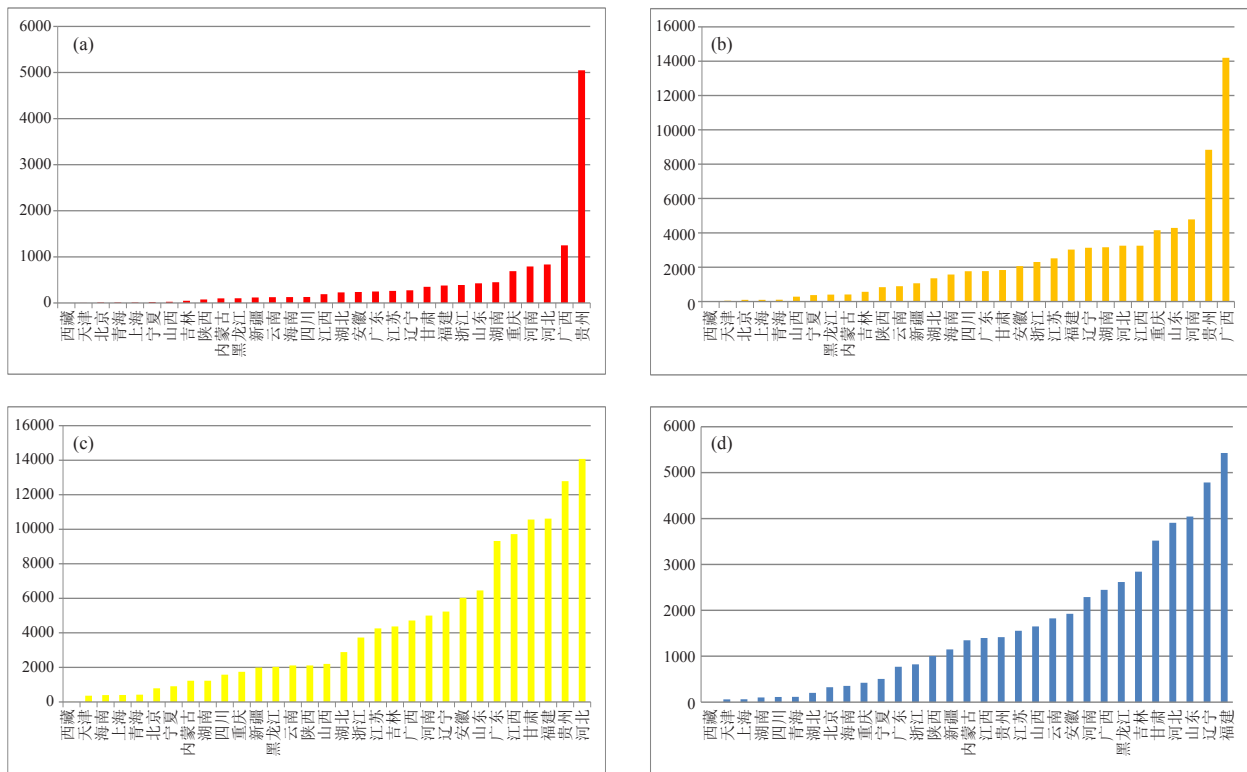 (a)
6000
5000
4000
3000
2000
1000
0
西藏
天津
北京
青海
上海
宁夏
山西
吉林
陕西
内蒙古
黑龙江
新疆
云南
海南
四川
江西
湖北
安徽
广东
江苏
辽宁
甘肃
福建
浙江
山东
湖南
重庆
河南
河北
广西
贵州
(b)
16000
14000
12000
10000
8000
6000
4000
2000
0
西藏
天津
北京
上海
青海
山西
宁夏
黑龙江
内蒙古
吉林
陕西
云南
新疆
湖北
海南
四川
广东
甘肃
安徽
浙江
江苏
福建
辽宁
湖南
河北
江西
重庆
山东
河南
贵州
广西
(c)
16000
14000
12000
10000
8000
6000
4000
2000
0
西藏
天津
海南
上海
青海
北京
宁夏
内蒙古
湖南
四川
重庆
新疆
黑龙江
云南
陕西
山西
湖北
浙江
江苏
吉林
广西
河南
辽宁
安徽
山东
广东
江西
甘肃
福建
贵州
河北
(d)
6000
5000
4000
3000
2000
1000
0
西藏
天津
上海
湖南
四川
青海
湖北
北京
海南
重庆
宁夏
广东
浙江
陕西
新疆
内蒙古
江西
贵州
江苏
山西
云南
安徽
河南
广西
黑龙江
吉林
甘肃
河北
山东
辽宁
福建